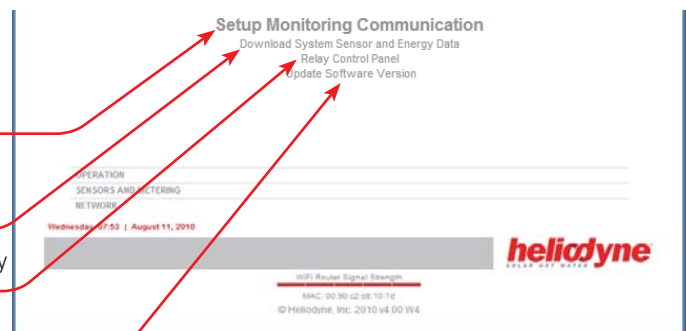 Setup Monitoring Communication
Download System Sensor and Energy Data
Relay Control Panel
Update Software Version
OPERATION
SENSORS AND METERING
NETWORK
Wednesday, 07:53 | August 11, 2010
y
heliodyne
SOLAR HOT WATER
WiFi Router Signal Strength
MAC: 00:90:c2:d8:10:7d
© Heliodyne, Inc. 2010 v4.00.W4